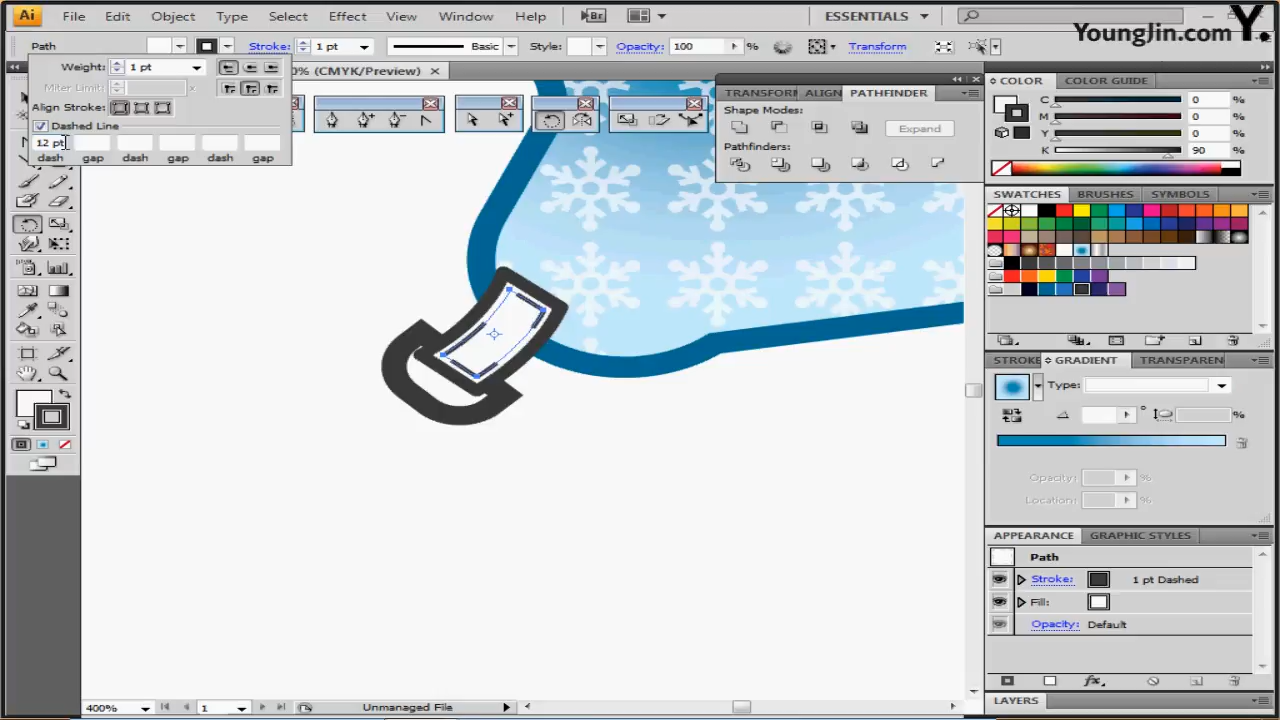 Ai File Edit Object Type Select Effect View Window Help Br ESSENTIALS
YoungJin.com Y.
Path Stroke: 1 pt Basic Style: Opacity: 100 % Transform
Weight: 1 pt
0% (CMYK/Preview)
Miter Limit: x
Align Stroke:
Dashed Line
12 pt
dash gap dash gap dash gap
TRANSFORM ALIGN PATHFINDER
Shape Modes:
Expand
Pathfinders:
COLOR COLOR GUIDE
C 0 %
M 0 %
Y 0 %
K 90 %
SWATCHES BRUSHES SYMBOLS
STROKE GRADIENT TRANSPAREN
Type:
° %
Opacity: %
Location: %
APPEARANCE GRAPHIC STYLES
Path
Stroke: 1 pt Dashed
Fill:
Opacity: Default
fx
LAYERS
400% 1 Unmanaged File